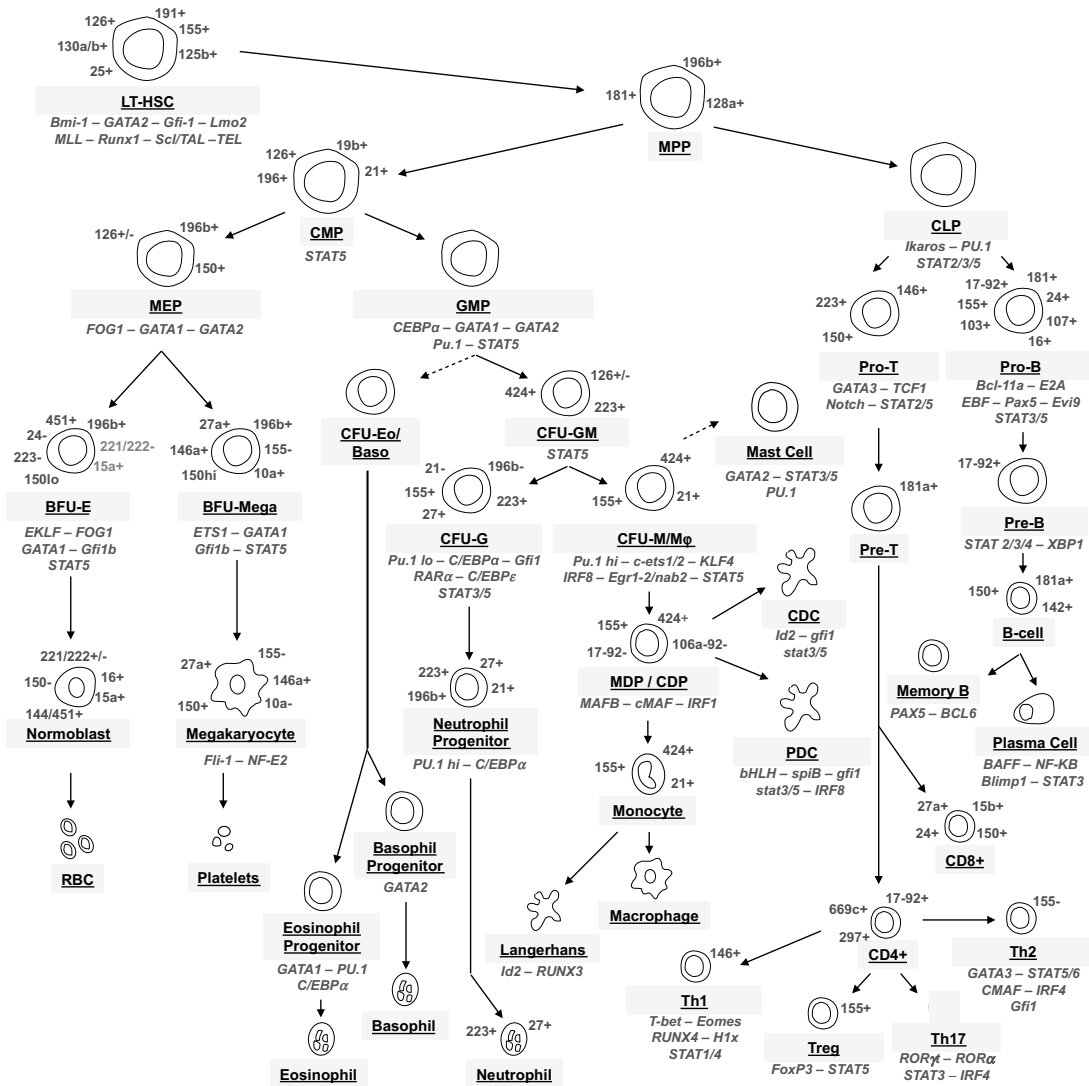 191+
126+
155+
130a/b+
125b+
25+
LT-HSC
Bmi-1 – GATA2 – Gfi-1 – Lmo2
MLL – Runx1 – Scl/TAL –TEL
196b+
181+
128a+
MPP
19b+
126+
21+
196+
CMP
STAT5
CLP
Ikaros – PU.1
STAT2/3/5
196b+
126+/-
150+
MEP
FOG1 – GATA1 – GATA2
GMP
CEBPα – GATA1 – GATA2
Pu.1 – STAT5
146+
223+
150+
Pro-T
GATA3 – TCF1
Notch – STAT2/5
181+
17-92+
24+
155+
107+
103+
16+
Pro-B
Bcl-11a – E2A
EBF – Pax5 – Evi9
STAT3/5
CFU-Eo/
Baso
126+/-
424+
223+
CFU-GM
STAT5
Mast Cell
GATA2 – STAT3/5
PU.1
451+
196b+
24-
221/222-
223-
15a+
150lo
BFU-E
EKLF – FOG1
GATA1 – Gfi1b
STAT5
27a+
196b+
146a+
155-
150hi
10a+
BFU-Mega
ETS1 – GATA1
Gfi1b – STAT5
21-
196b-
155+
223+
27+
CFU-G
Pu.1 lo – C/EBPα – Gfi1
RARα – C/EBPε
STAT3/5
424+
155+
21+
CFU-M/Mφ
Pu.1 hi – c-ets1/2 – KLF4
IRF8 – Egr1-2/nab2 – STAT5
181a+
Pre-T
17-92+
Pre-B
STAT 2/3/4 – XBP1
CDC
Id2 – gfi1
stat3/5
181a+
150+
142+
B-cell
155+
424+
17-92-
106a-92-
MDP / CDP
MAFB – cMAF – IRF1
Memory B
PAX5 – BCL6
Plasma Cell
BAFF – NF-KB
Blimp1 – STAT3
221/222+/-
150-
16+
15a+
144/451+
Normoblast
155-
27a+
146a+
150+
10a-
Megakaryocyte
Fli-1 – NF-E2
27+
223+
21+
196b+
Neutrophil
Progenitor
PU.1 hi – C/EBPα
PDC
bHLH – spiB – gfi1
stat3/5 – IRF8
424+
155+
21+
Monocyte
27a+
15b+
24+
150+
CD8+
RBC
Platelets
Basophil
Progenitor
GATA2
Macrophage
Langerhans
Id2 – RUNX3
Eosinophil
Progenitor
GATA1 – PU.1
C/EBPα
17-92+
669c+
297+
CD4+
155-
Th2
GATA3 – STAT5/6
CMAF – IRF4
Gfi1
146+
Th1
T-bet – Eomes
RUNX4 – H1x
STAT1/4
155+
Treg
FoxP3 – STAT5
Th17
RORγt – RORα
STAT3 – IRF4
Basophil
Eosinophil
223+
27+
Neutrophil